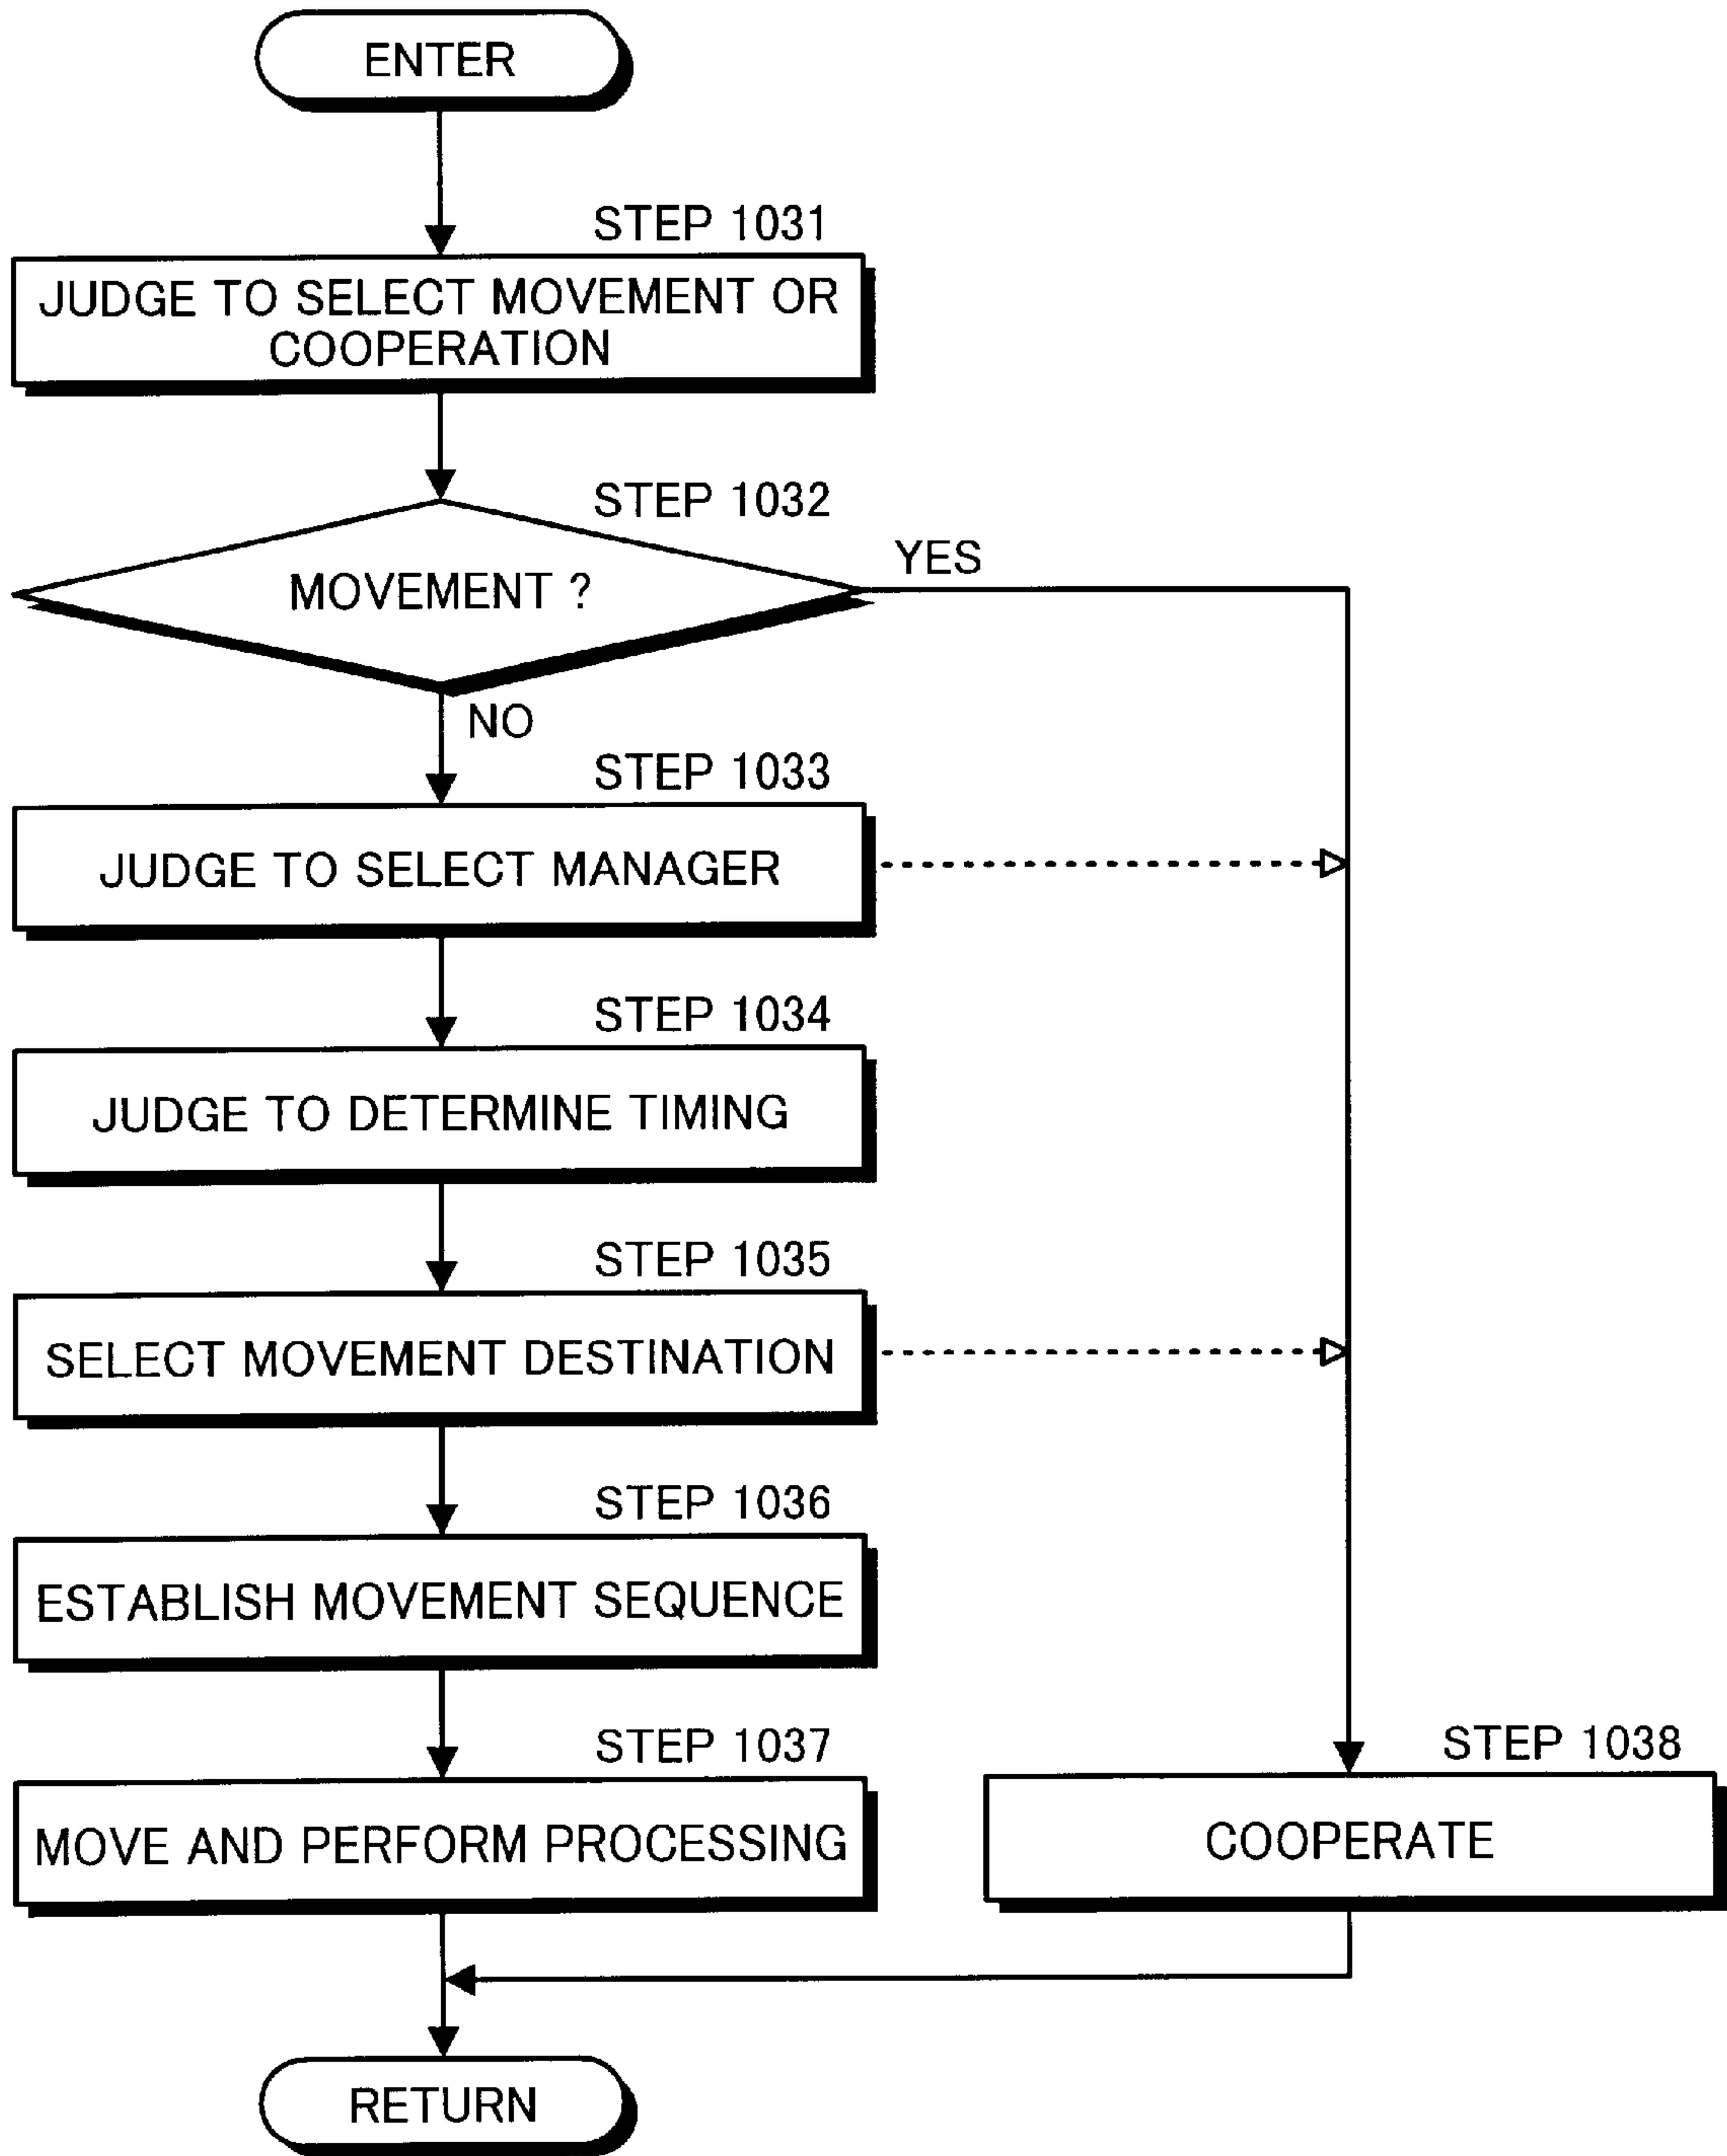 ENTER
STEP 1031
JUDGE TO SELECT MOVEMENT OR
COOPERATION
STEP 1032
MOVEMENT ?
YES
NO
STEP 1033
JUDGE TO SELECT MANAGER
STEP 1034
JUDGE TO DETERMINE TIMING
STEP 1035
SELECT MOVEMENT DESTINATION
STEP 1036
ESTABLISH MOVEMENT SEQUENCE
STEP 1037
MOVE AND PERFORM PROCESSING
STEP 1038
COOPERATE
RETURN